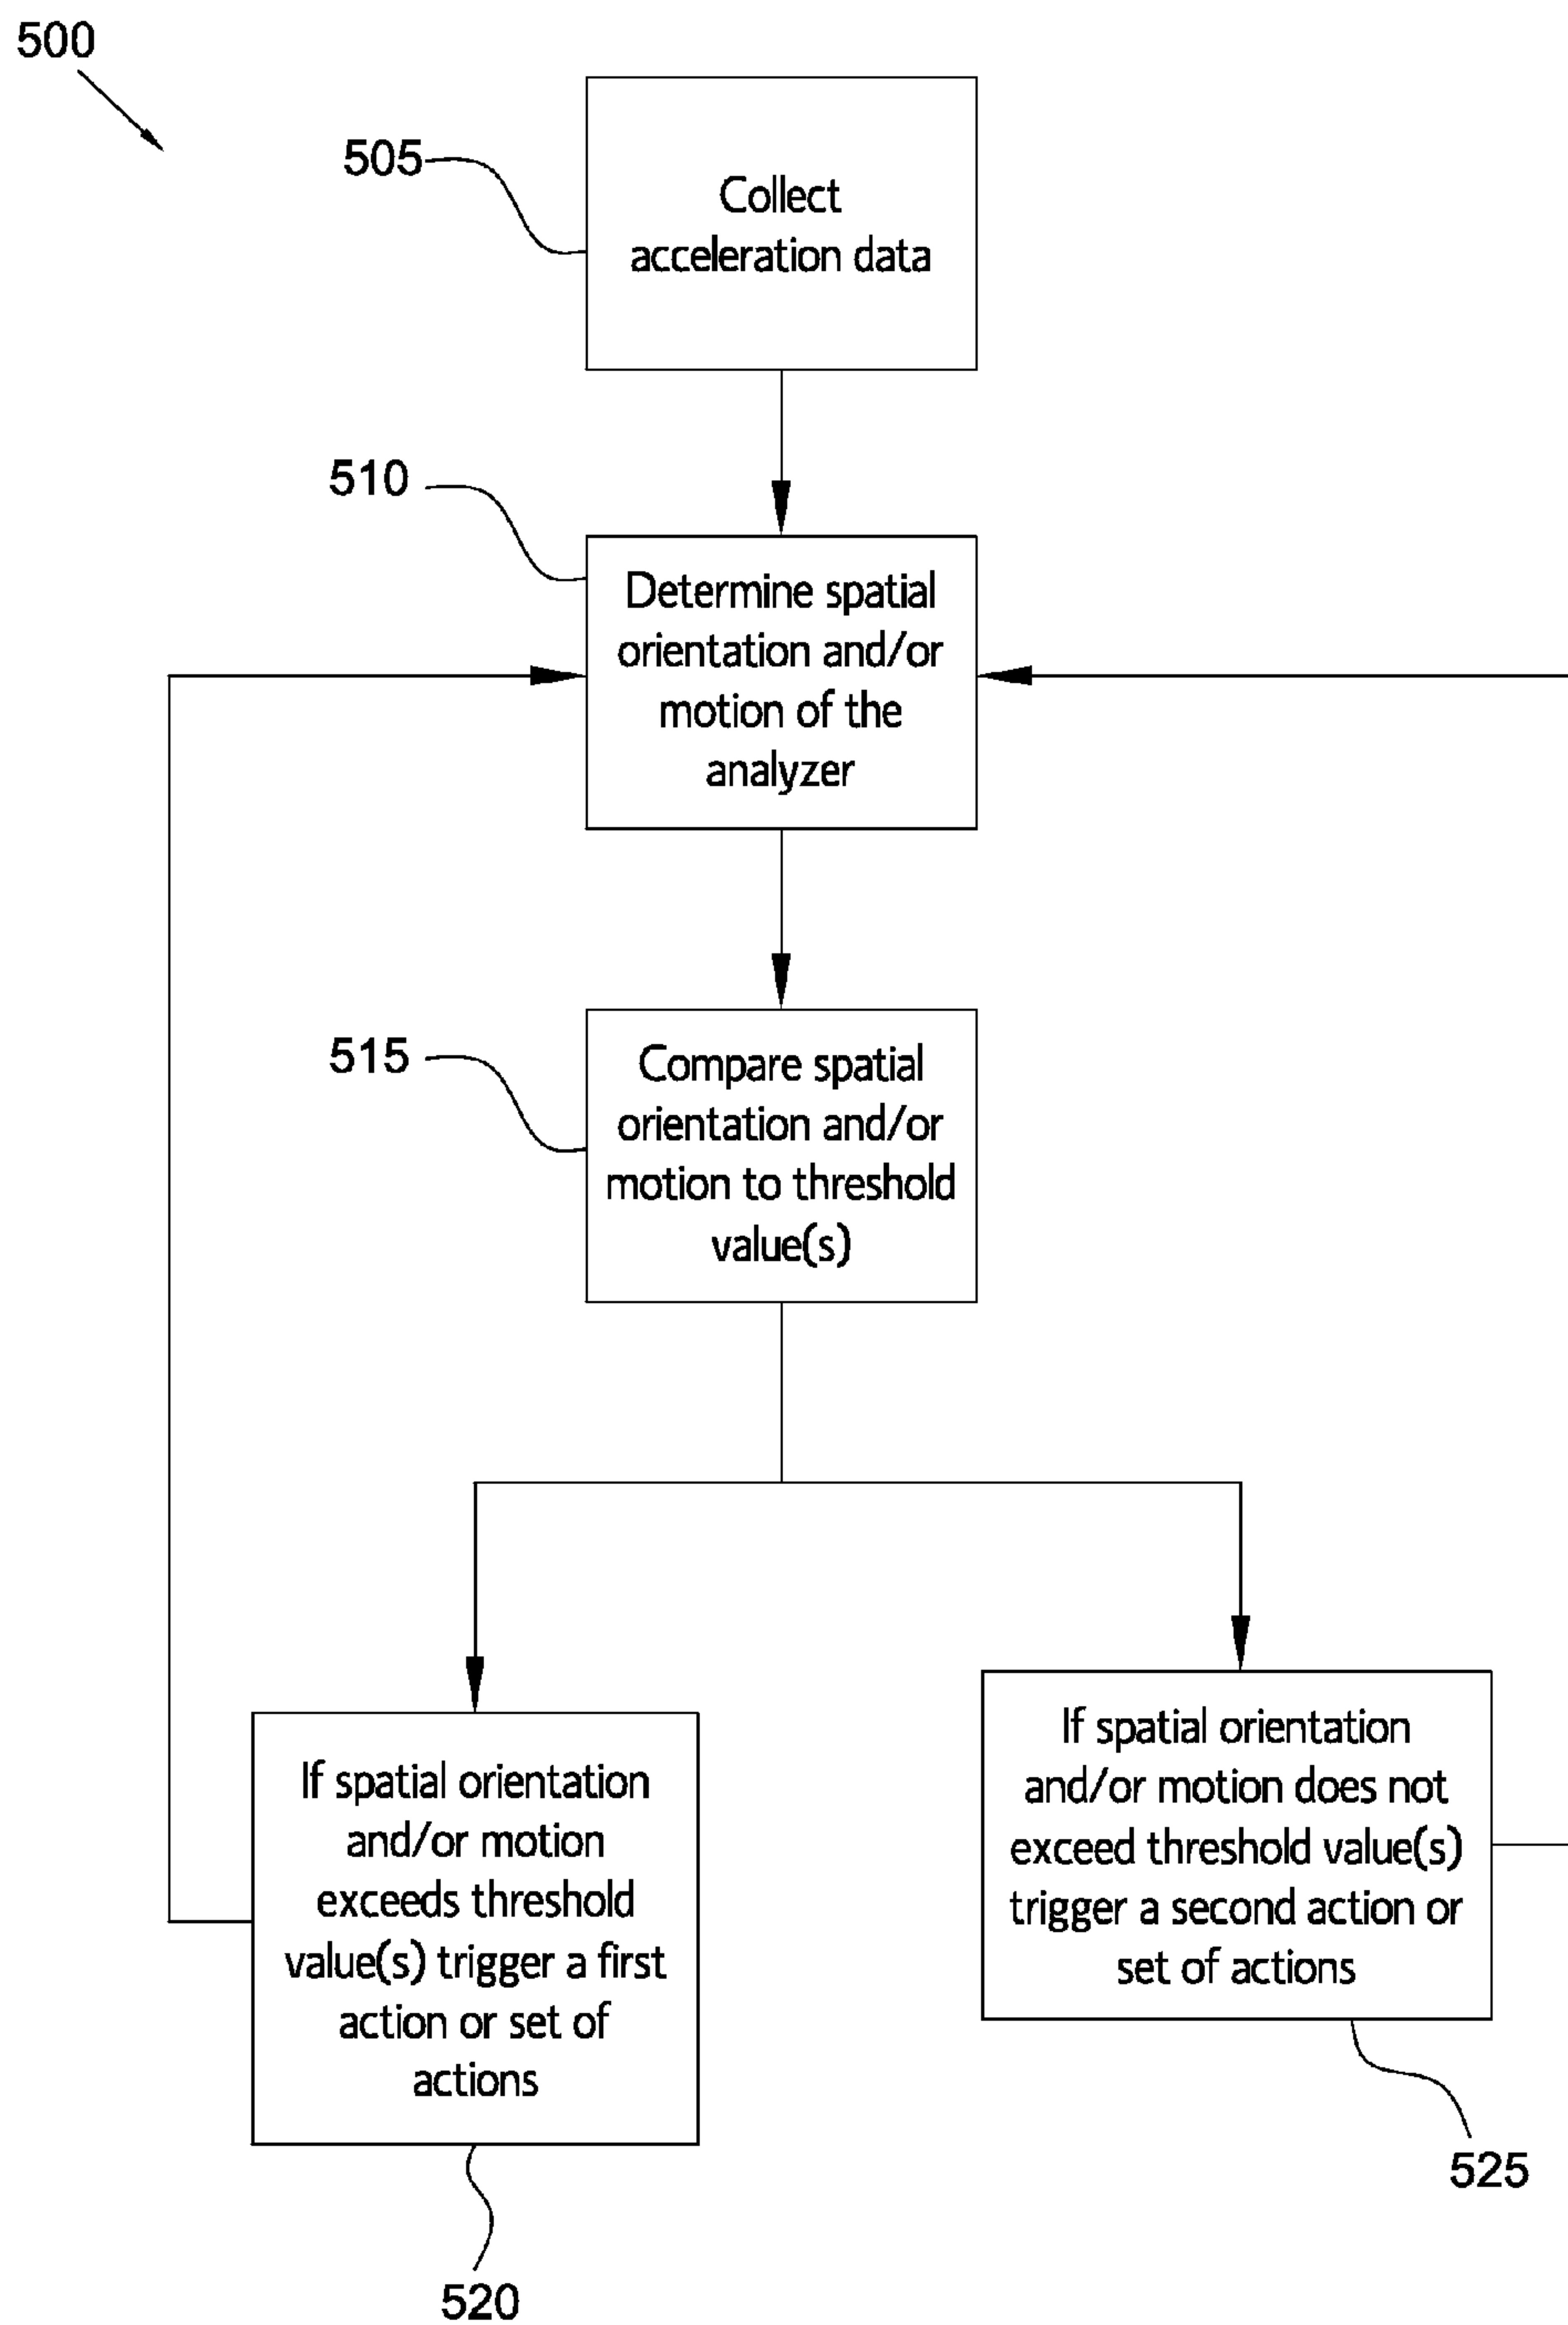 500
505
Collect
acceleration data
510
Determine spatial
orientation and/or
motion of the
analyzer
515
Compare spatial
orientation and/or
motion to threshold
value(s)
If spatial orientation
and/or motion
exceeds threshold
value(s) trigger a first
action or set of
actions
520
If spatial orientation
and/or motion does not
exceed threshold value(s)
trigger a second action or
set of actions
525